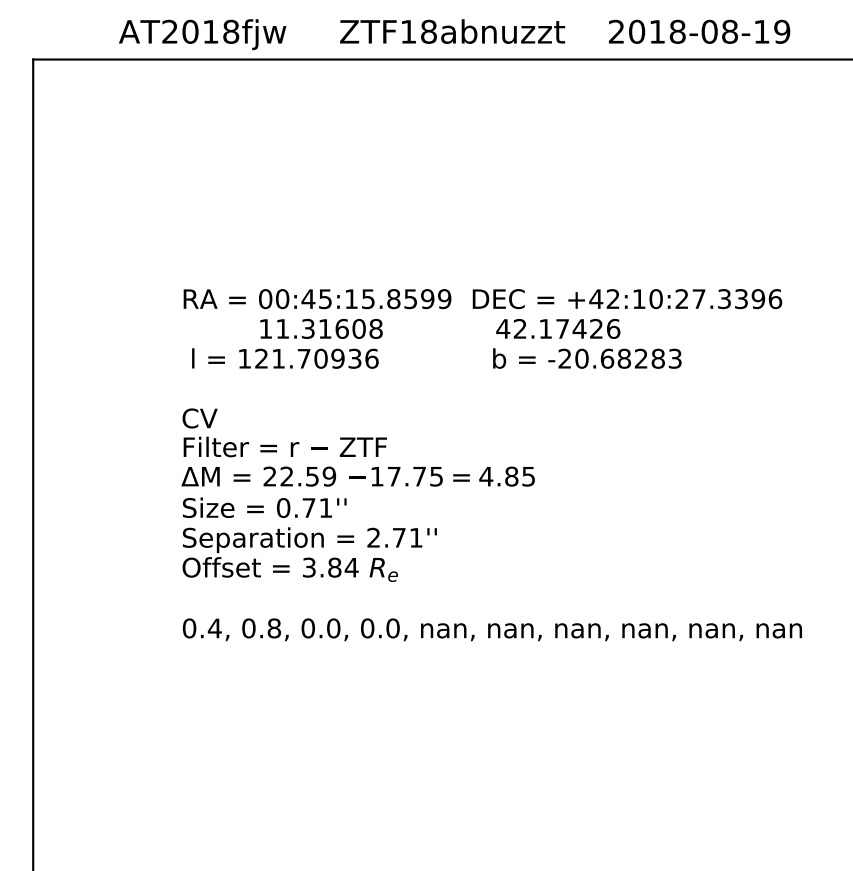 AT2018fjw ZTF18abnuzzt 2018-08-19
RA = 00:45:15.8599 DEC = +42:10:27.3396
11.31608 42.17426
l = 121.70936 b = -20.68283
CV
Filter = r − ZTF
ΔM = 22.59 −17.75 = 4.85
Size = 0.71''
Separation = 2.71''
Offset = 3.84 Rₑ
0.4, 0.8, 0.0, 0.0, nan, nan, nan, nan, nan, nan